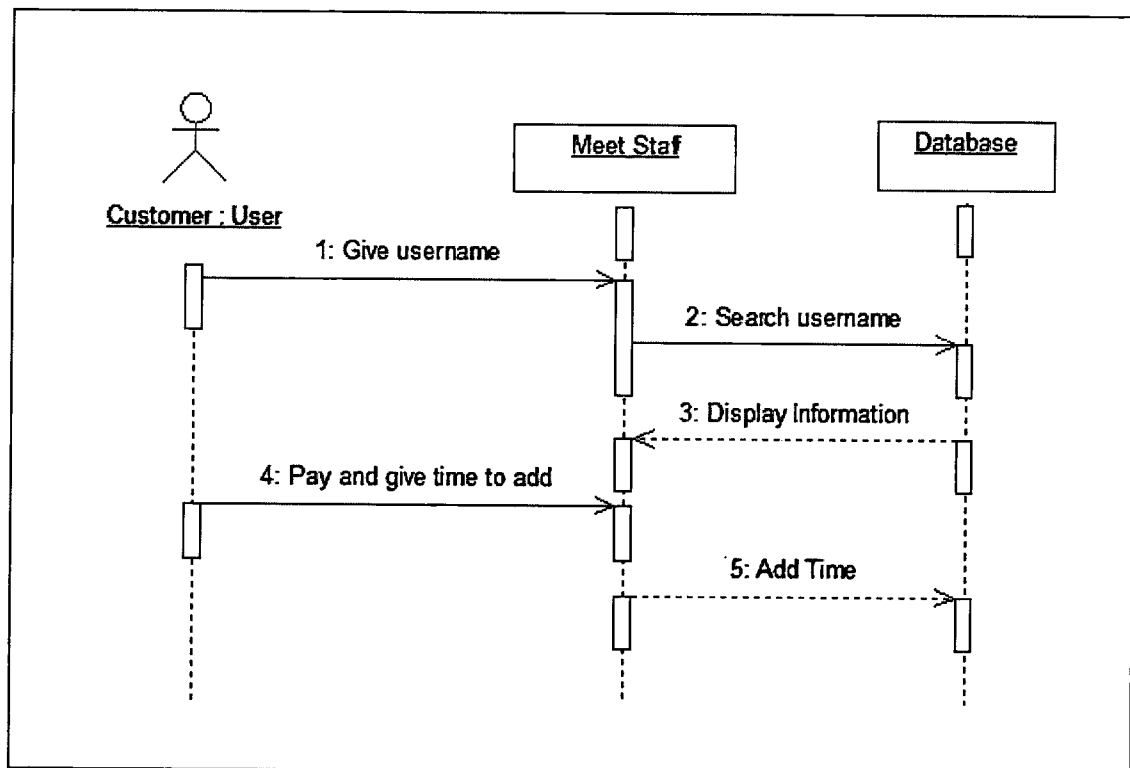 Meet Staf
Database
Customer : User
1: Give username
2: Search username
3: Display Information
4: Pay and give time to add
5: Add Time